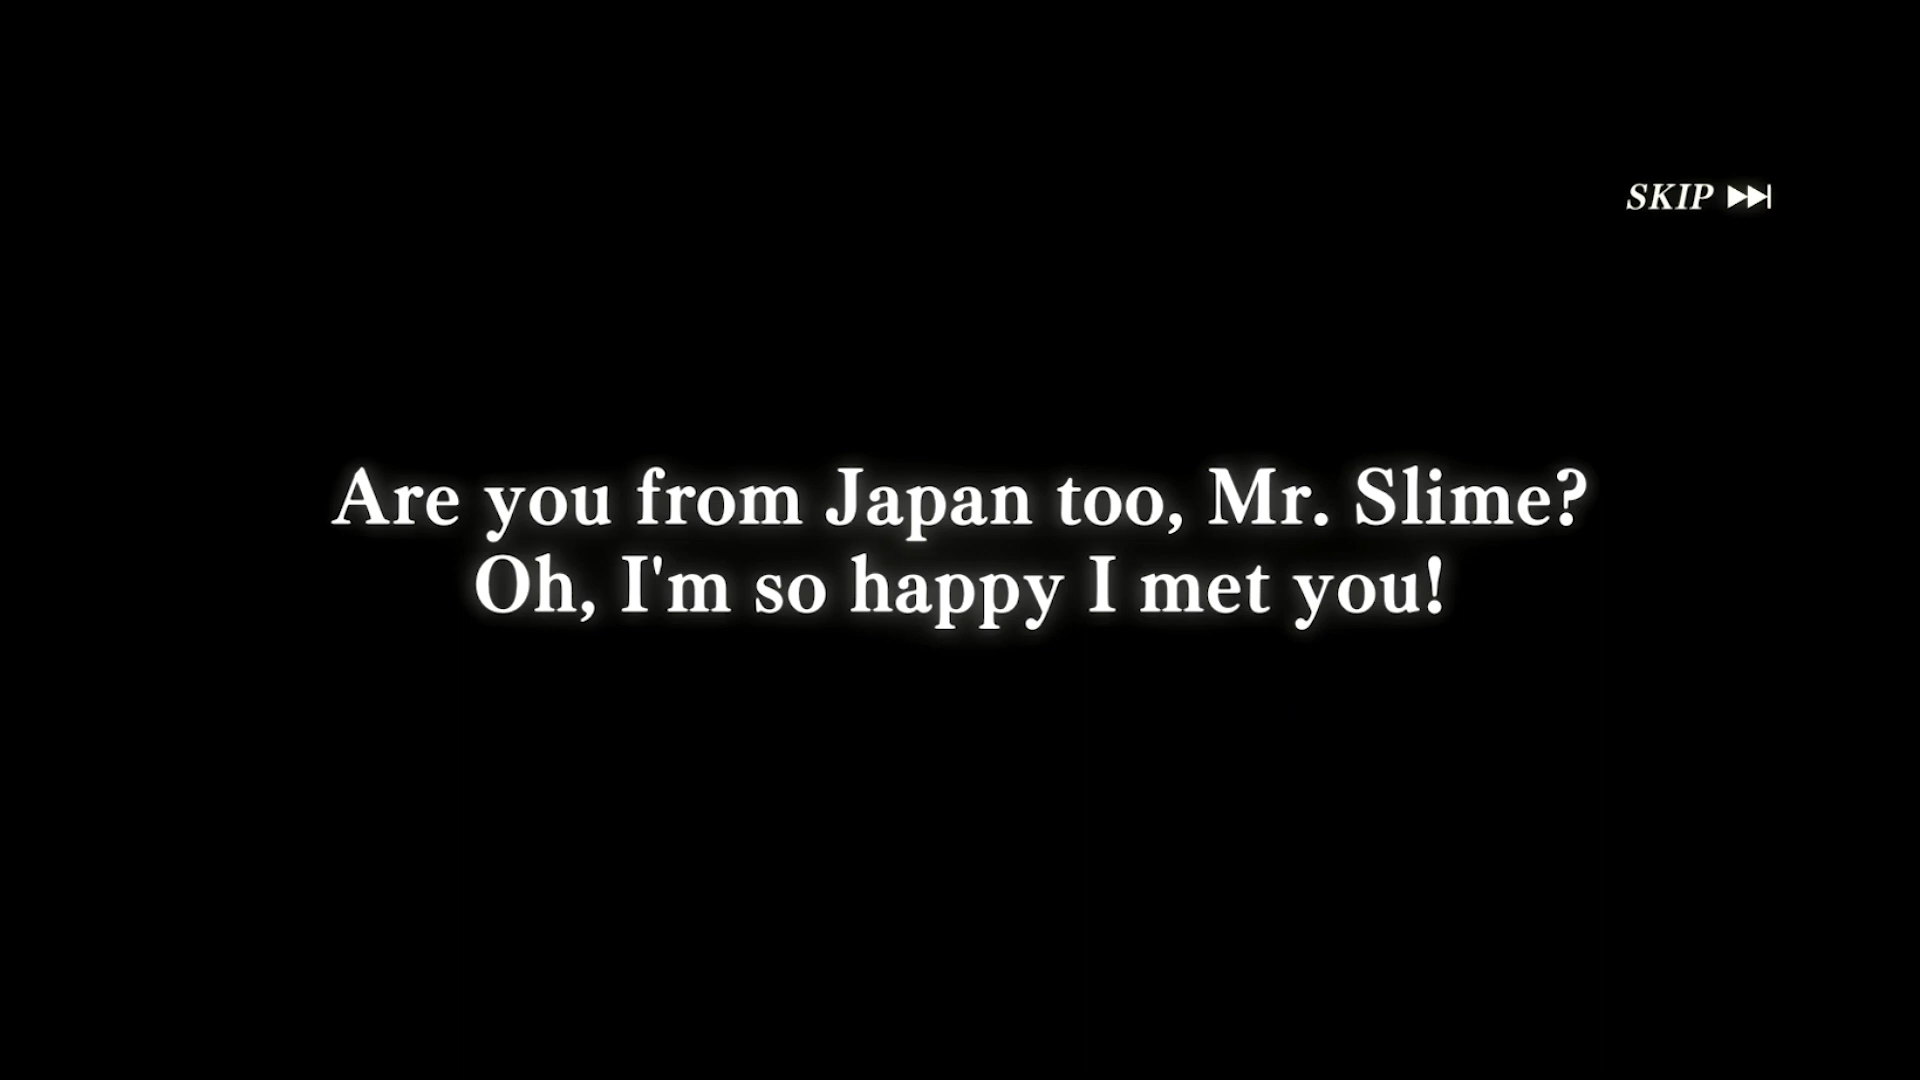 SKIP
Are you from Japan too, Mr. Slime?
Oh, I'm so happy I met you!